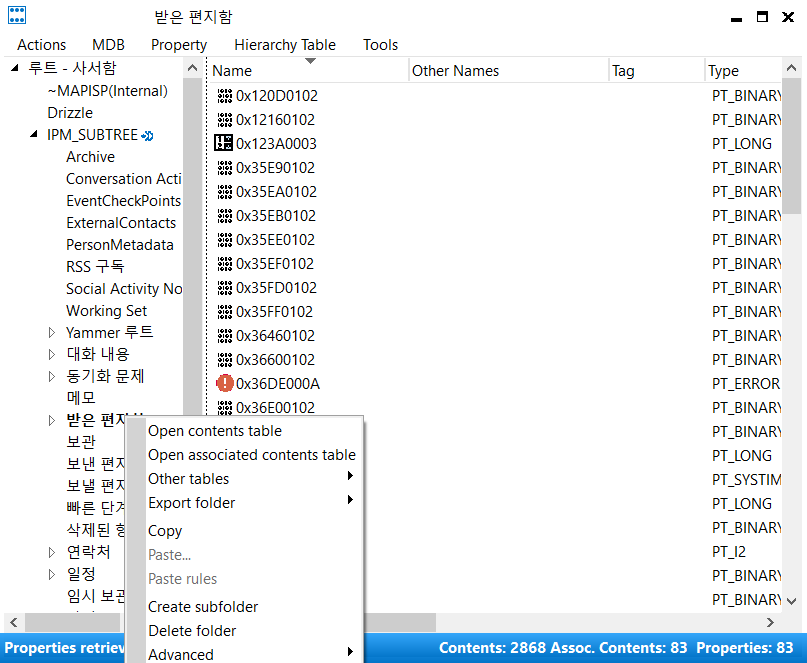 받은 편지함
Actions MDB Property Hierarchy Table Tools
루트 - 사서함
~MAPISP(Internal)
Drizzle
IPM_SUBTREE
Archive
Conversation Acti
EventCheckPoints
ExternalContacts
PersonMetadata
RSS 구독
Social Activity No
Working Set
Yammer 루트
대화 내용
동기화 문제
메모
받은 편지
보관
보낸 편지
보낼 편지
빠른 단계
삭제된 항
연락처
일정
임시 보관
Name Other Names Tag Type
0x120D0102 PT_BINARY
0x12160102 PT_BINARY
0x123A0003 PT_LONG
0x35E90102 PT_BINARY
0x35EA0102 PT_BINARY
0x35EB0102 PT_BINARY
0x35EE0102 PT_BINARY
0x35EF0102 PT_BINARY
0x35FD0102 PT_BINARY
0x35FF0102 PT_BINARY
0x36460102 PT_BINARY
0x36600102 PT_BINARY
0x36DE000A PT_ERROR
0x36E00102 PT_BINARY
PT_BINARY
PT_LONG
PT_SYSTIM
PT_LONG
PT_BINARY
PT_I2
PT_BINARY
PT_BINARY
Open contents table
Open associated contents table
Other tables
Export folder
Copy
Paste...
Paste rules
Create subfolder
Delete folder
Advanced
Properties retriev Contents: 2868 Assoc. Contents: 83 Properties: 83